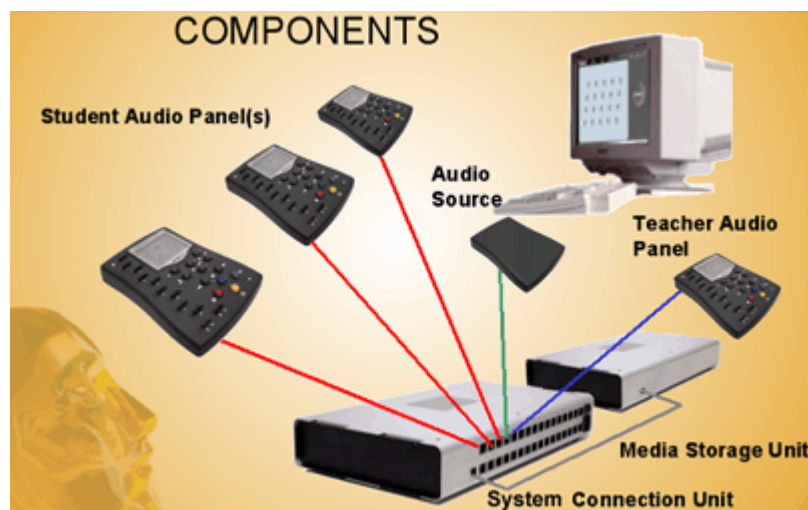 COMPONENTS
Student Audio Panel(s)
Audio
Source
Teacher Audio
Panel
Media Storage Unit
System Connection Unit